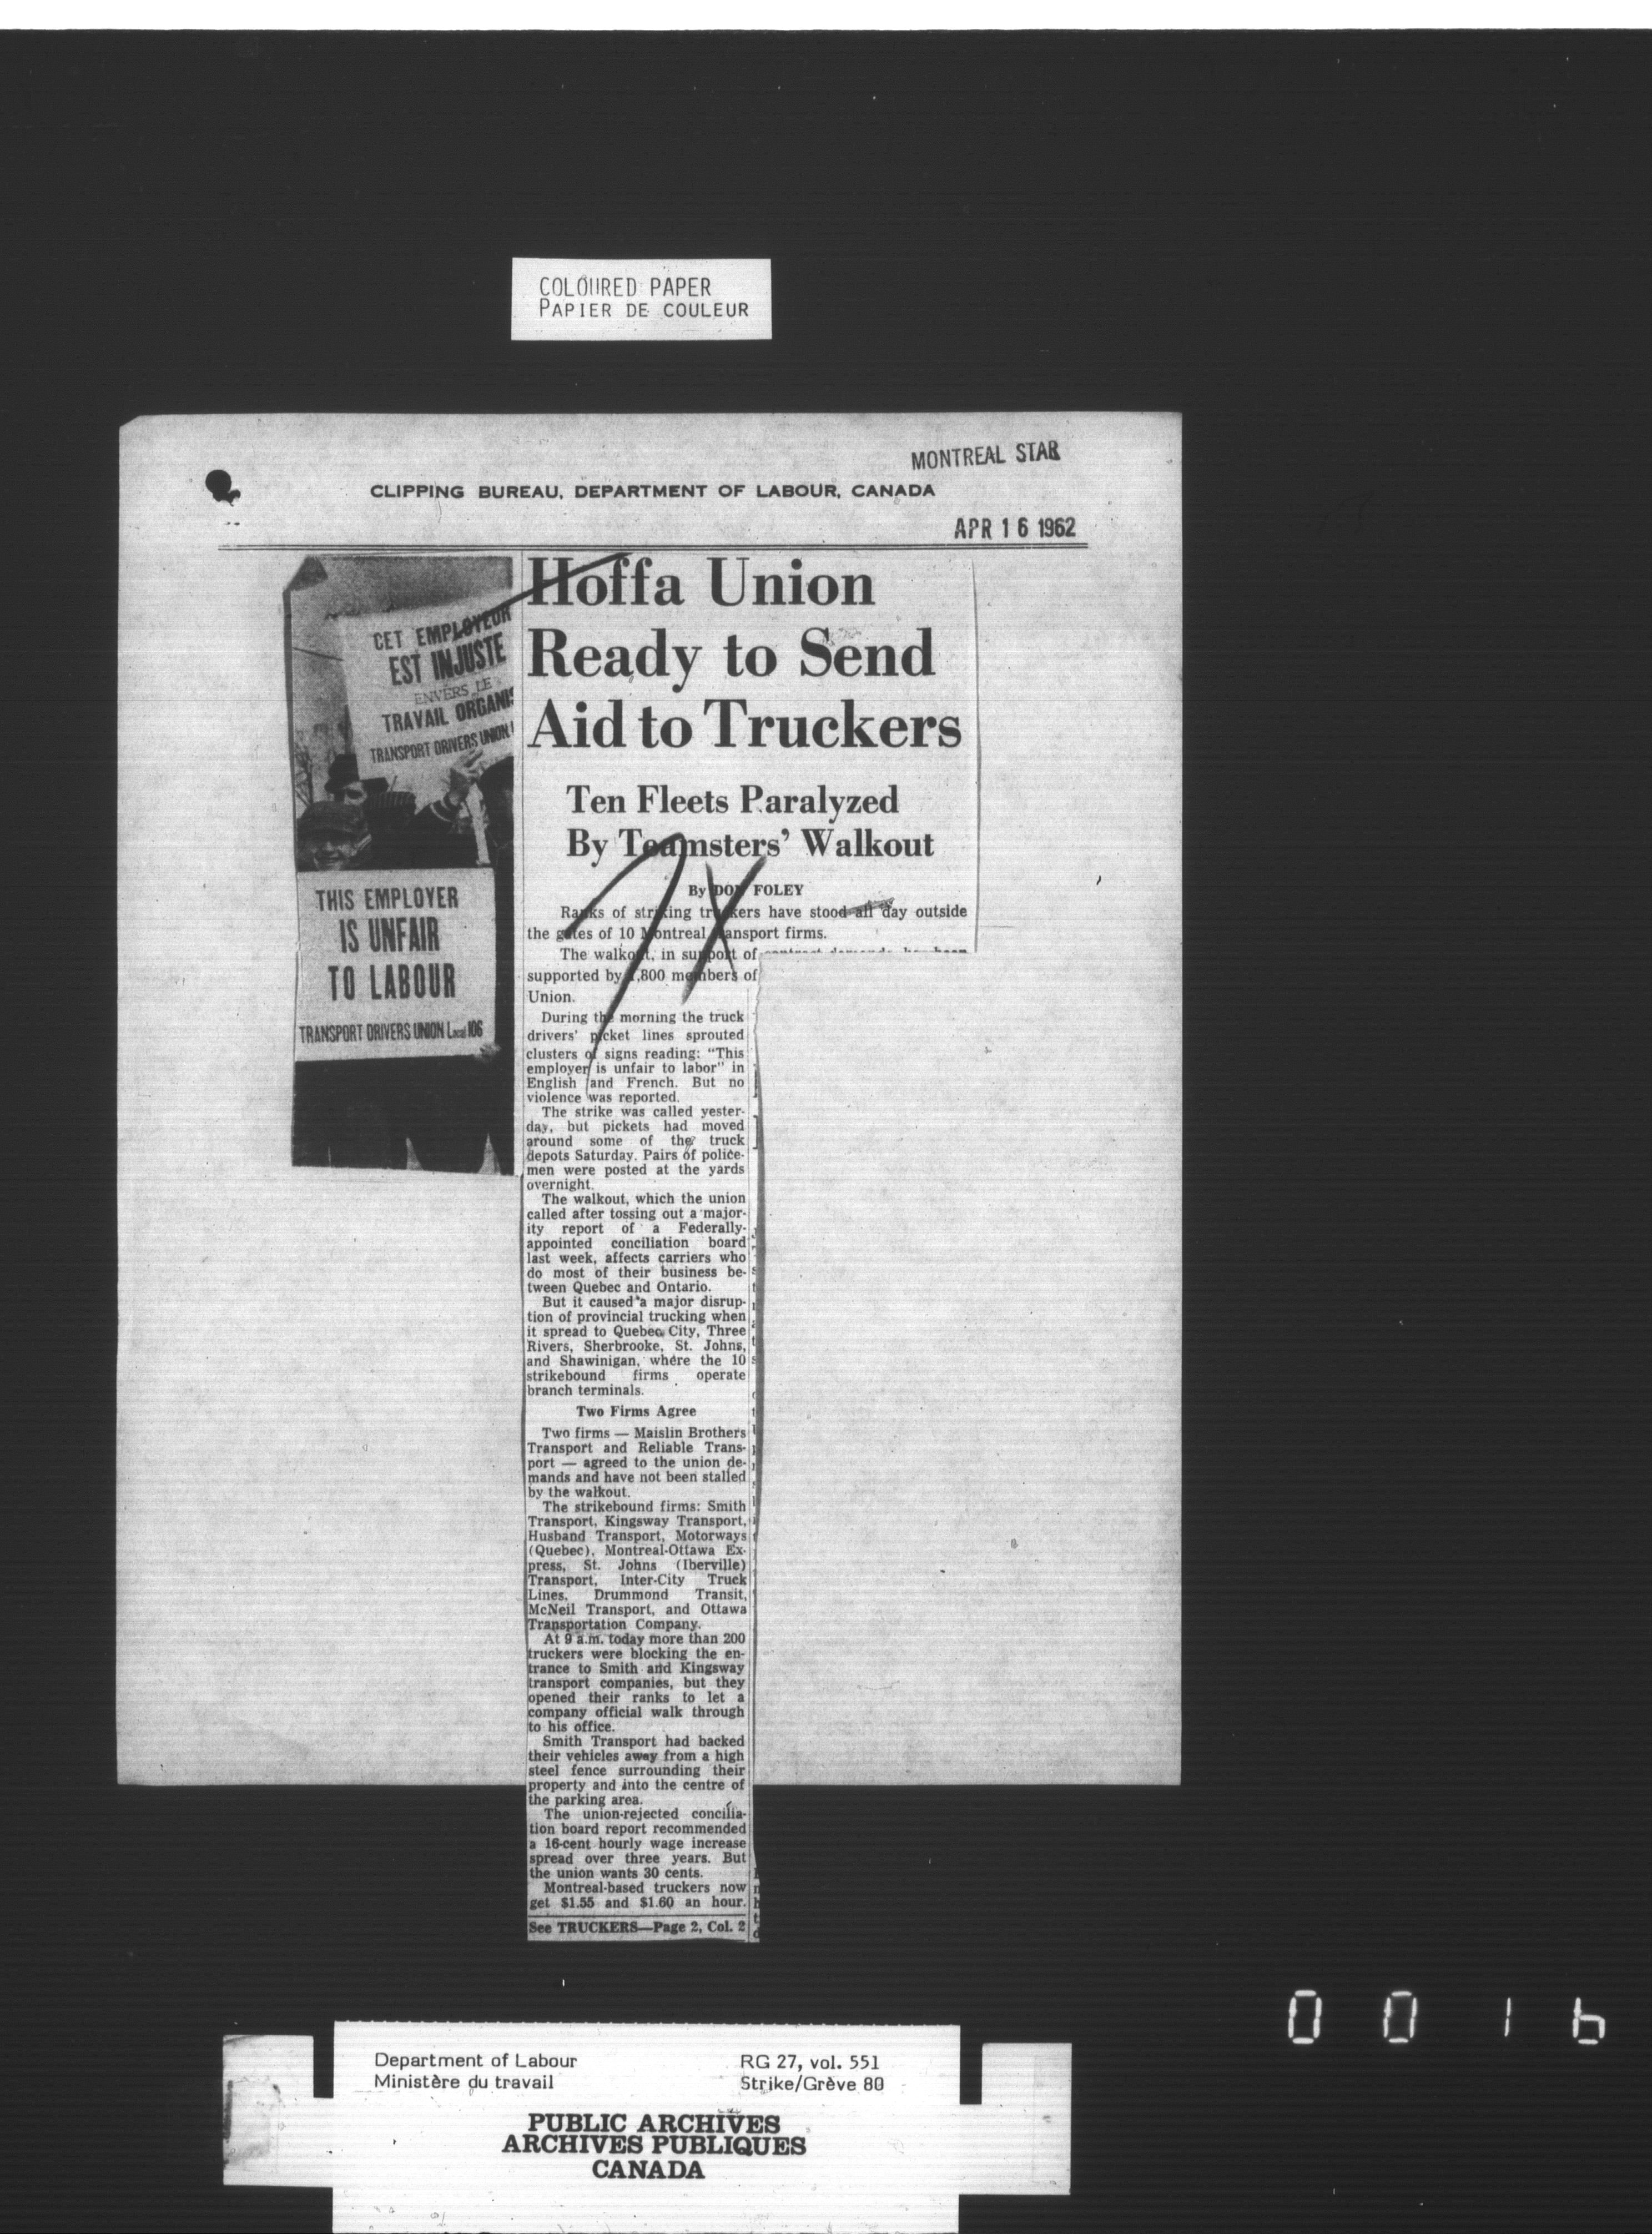 COLOURED PAPER
PAPIER DE COULEUR
MONTREAL STAR
CLIPPING BUREAU, DEPARTMENT OF LABOUR, CANADA
APR 16 1962
CET EMPLOYEUR
EST INJUSTE
ENVERS LE
TRAVAIL ORGANIS
TRANSPORT DRIVERS UNION
THIS EMPLOYER
IS UNFAIR
TO LABOUR
TRANSPORT DRIVERS UNION Local 106
Hoffa Union
Ready to Send
Aid to Truckers
Ten Fleets Paralyzed
By Teamsters' Walkout
By DON FOLEY
Ranks of striking truckers have stood all day outside
the gates of 10 Montreal transport firms.
The walkout, in support of contract demands has been
supported by ,800 members of
Union.
During the morning the truck
drivers' picket lines sprouted
clusters of signs reading: "This
employer is unfair to labor" in
English and French. But no
violence was reported.
The strike was called yester-
day, but pickets had moved
around some of the truck
depots Saturday. Pairs of police-
men were posted at the yards
overnight.
The walkout, which the union
called after tossing out a major-
ity report of a Federally-
appointed conciliation board
last week, affects carriers who
do most of their business be-
tween Quebec and Ontario.
But it caused a major disrup-
tion of provincial trucking when
it spread to Quebec City, Three
Rivers, Sherbrooke, St. Johns,
and Shawinigan, where the 10
strikebound firms operate
branch terminals.
Two Firms Agree
Two firms — Maislin Brothers
Transport and Reliable Trans-
port — agreed to the union de-
mands and have not been stalled
by the walkout.
The strikebound firms: Smith
Transport, Kingsway Transport,
Husband Transport, Motorways
(Quebec), Montreal-Ottawa Ex-
press, St. Johns (Iberville)
Transport, Inter-City Truck
Lines, Drummond Transit,
McNeil Transport, and Ottawa
Transportation Company.
At 9 a.m. today more than 200
truckers were blocking the en-
trance to Smith and Kingsway
transport companies, but they
opened their ranks to let a
company official walk through
to his office.
Smith Transport had backed
their vehicles away from a high
steel fence surrounding their
property and into the centre of
the parking area.
The union-rejected concilia-
tion board report recommended
a 16-cent hourly wage increase
spread over three years. But
the union wants 30 cents.
Montreal-based truckers now
get $1.55 and $1.60 an hour.
See TRUCKERS—Page 2, Col. 2
0016
Department of Labour
Ministère du travail
RG 27, vol. 551
Strike/Grève 80
PUBLIC ARCHIVES
ARCHIVES PUBLIQUES
CANADA